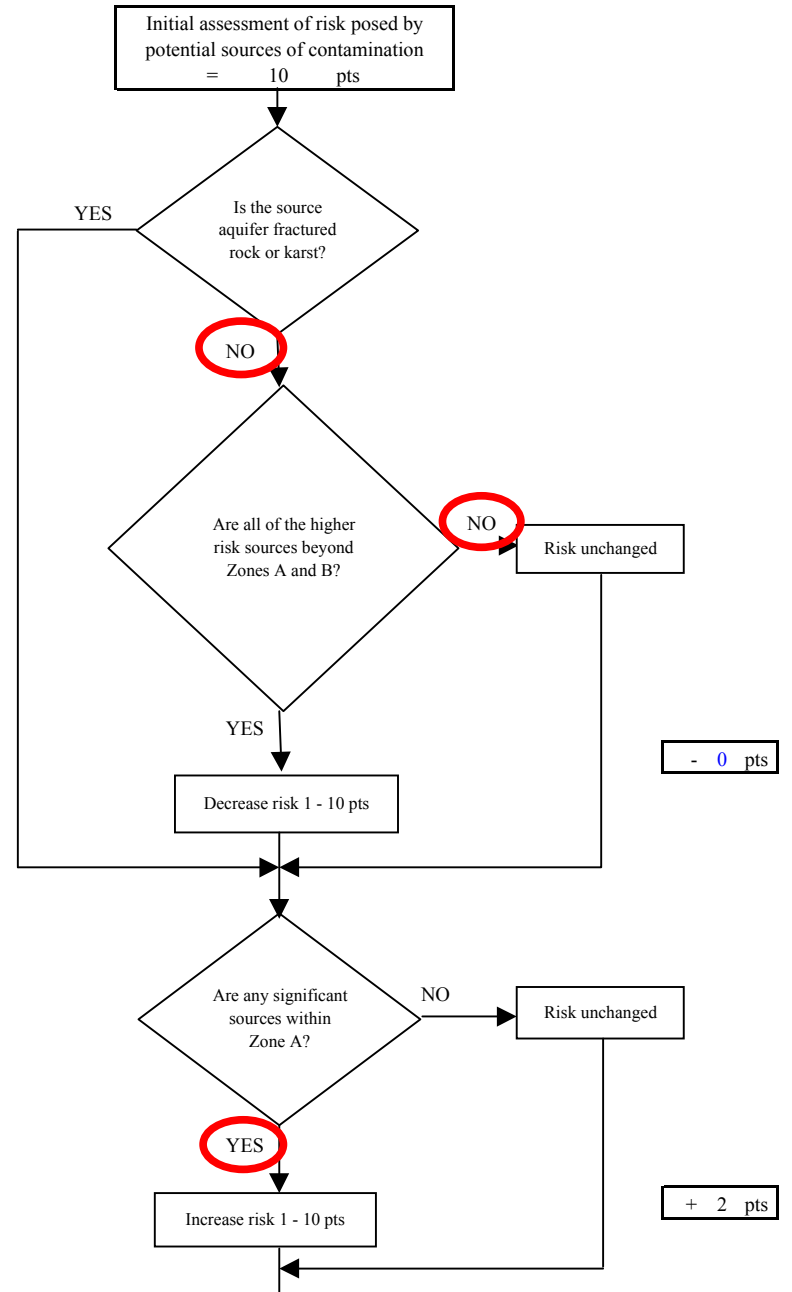 Initial assessment of risk posed by
potential sources of contamination
= 10 pts
YES
Is the source
aquifer fractured
rock or karst?
NO
Are all of the higher
risk sources beyond
Zones A and B?
NO
Risk unchanged
YES
- 0 pts
Decrease risk 1 - 10 pts
Are any significant
sources within
Zone A?
NO
Risk unchanged
YES
+ 2 pts
Increase risk 1 - 10 pts